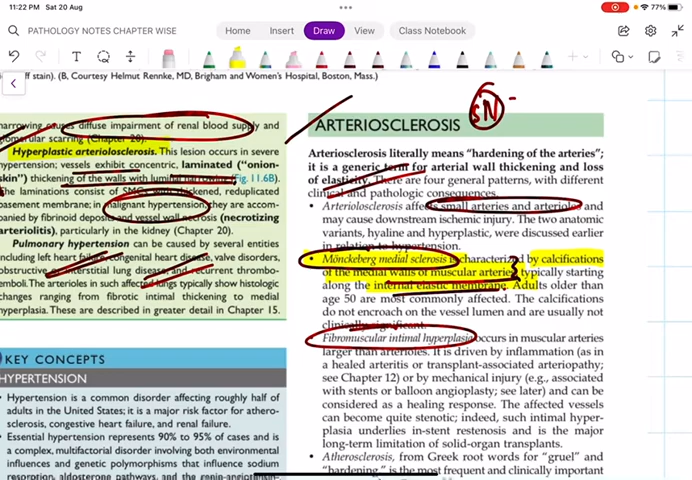 11:22 PM Sat 20 Aug
77%
PATHOLOGY NOTES CHAPTER WISE
Home Insert Draw View Class Notebook
ff stain). (B, Courtesy Helmut Rennke, MD, Brigham and Women's Hospital, Boston, Mass.)
narrowing causes diffuse impairment of renal blood supply and
glomerular scarring (Chapter 20).
Hyperplastic arteriolosclerosis. This lesion occurs in severe
hypertension; vessels exhibit concentric, laminated ("onion-
skin") thickening of the walls with luminal narrowing (Fig. 11.6B).
The laminations consist of SMCs with thickened, reduplicated
basement membrane; in malignant hypertension, they are accom-
panied by fibrinoid deposits and vessel wall necrosis (necrotizing
arteriolitis), particularly in the kidney (Chapter 20).
Pulmonary hypertension can be caused by several entities
including left heart failure, congenital heart disease, valve disorders,
obstructive or interstitial lung disease, and recurrent thrombo-
emboli. The arteries in such affected lungs typically show histologic
changes ranging from fibrotic intimal thickening to medial
hyperplasia. These are described in greater detail in Chapter 15.
KEY CONCEPTS
HYPERTENSION
• Hypertension is a common disorder affecting roughly half of
adults in the United States; it is a major risk factor for athero-
sclerosis, congestive heart failure, and renal failure.
• Essential hypertension represents 90% to 95% of cases and is
a complex, multifactorial disorder involving both environmental
influences and genetic polymorphisms that influence sodium
resorption, aldosterone pathways, and the renin-angiotensin-
ARTERIOSCLEROSIS
SN
Arteriosclerosis literally means "hardening of the arteries";
it is a generic term for arterial wall thickening and loss
of elasticity. There are four general patterns, with different
clinical and pathologic consequences.
• Arteriolosclerosis affects small arteries and arterioles, and
may cause downstream ischemic injury. The two anatomic
variants, hyaline and hyperplastic, were discussed earlier
in relation to hypertension.
• Mönckeberg medial sclerosis is characterized by calcifications
of the medial walls of muscular arteries, typically starting
along the internal elastic membrane. Adults older than
age 50 are most commonly affected. The calcifications
do not encroach on the vessel lumen and are usually not
clinically significant.
Fibromuscular intimal hyperplasia occurs in muscular arteries
larger than arterioles. It is driven by inflammation (as in
a healed arteritis or transplant-associated arteriopathy;
see Chapter 12) or by mechanical injury (e.g., associated
with stents or balloon angioplasty; see later) and can be
considered as a healing response. The affected vessels
can become quite stenotic; indeed, such intimal hyper-
plasia underlies in-stent restenosis and is the major
long-term limitation of solid-organ transplants.
• Atherosclerosis, from Greek root words for "gruel" and
"hardening," is the most frequent and clinically important